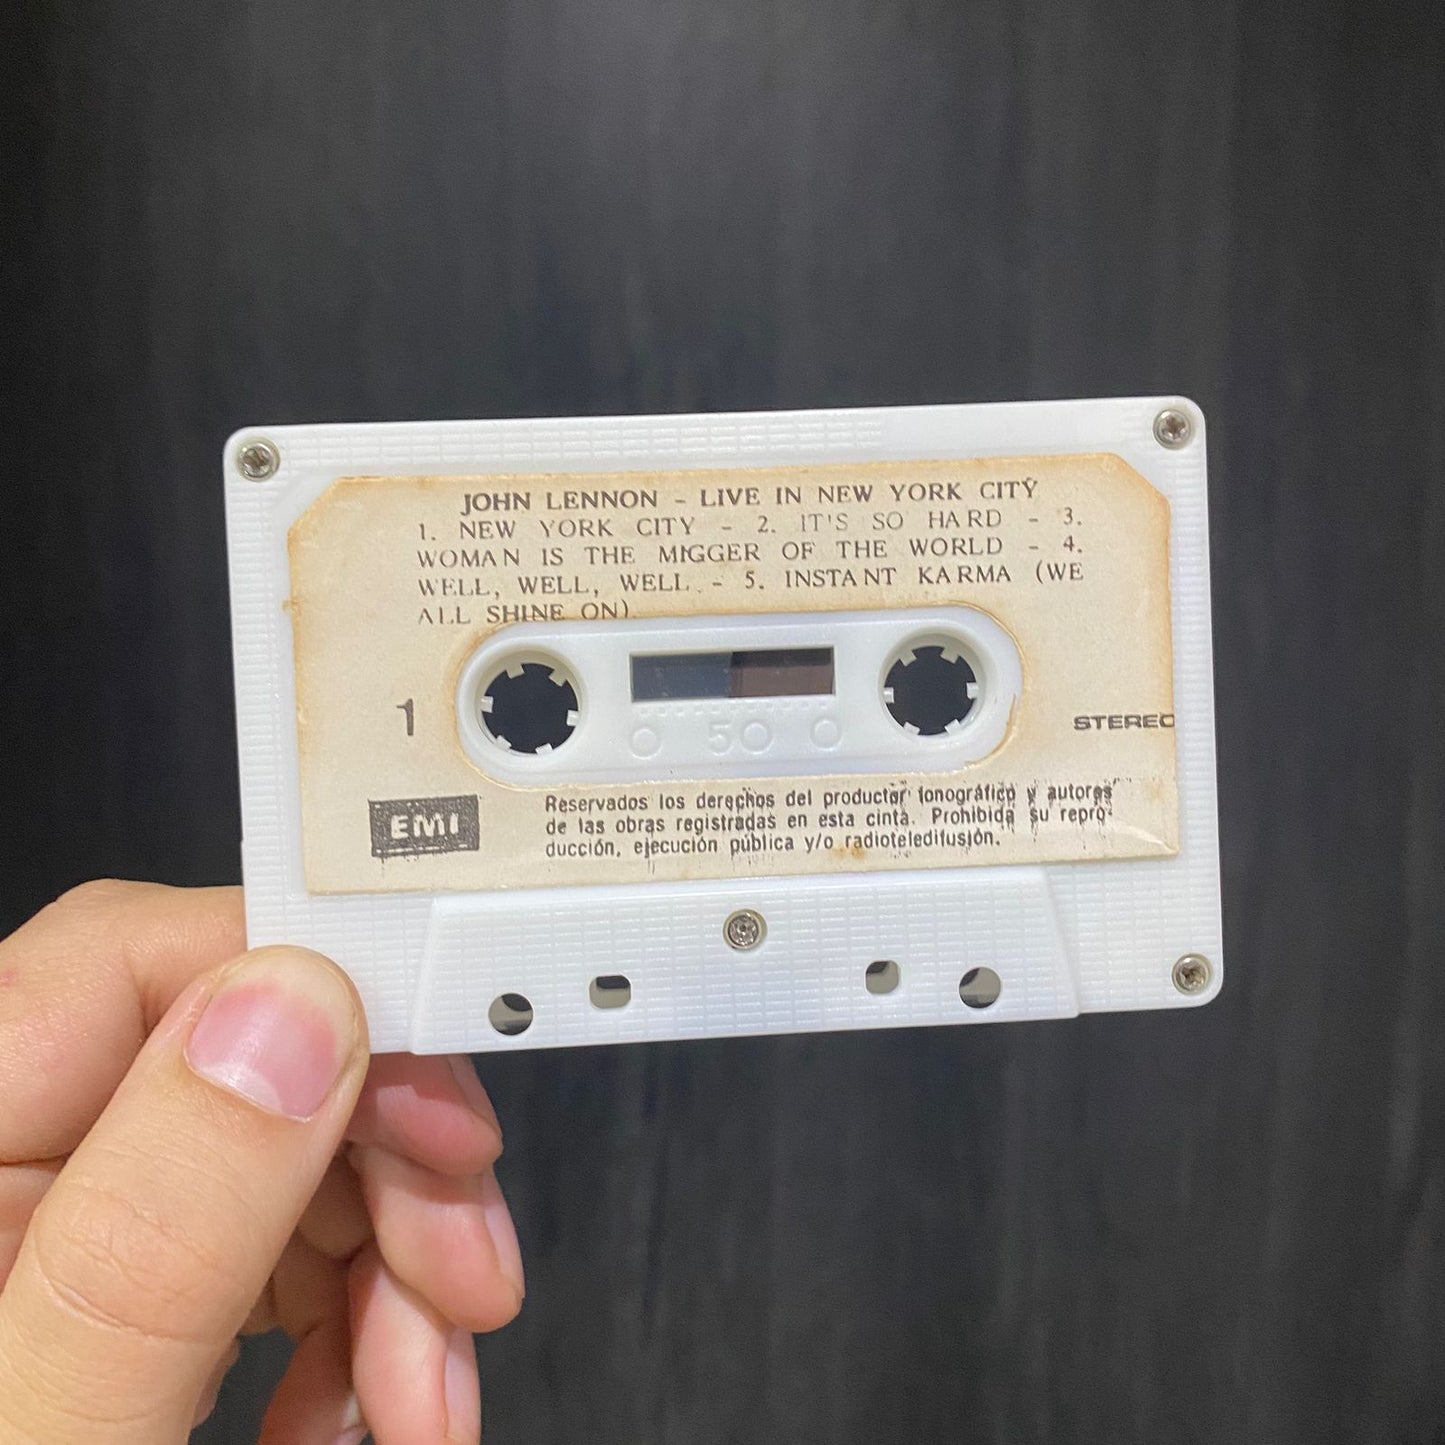 JOHN LENNON - LIVE IN NEW YORK CITY
1. NEW YORK CITY - 2. IT'S SO HARD - 3.
WOMAN IS THE MIGGER OF THE WORLD - 4.
WELL, WELL, WELL. - 5. INSTANT KARMA (WE
ALL SHINE ON).
1
STEREO
50
EMI
Reservados los derechos del productor fonográfico y autores
de las obras registradas en esta cinta. Prohibida su repro-
ducción, ejecución pública y/o radioteledifusión.